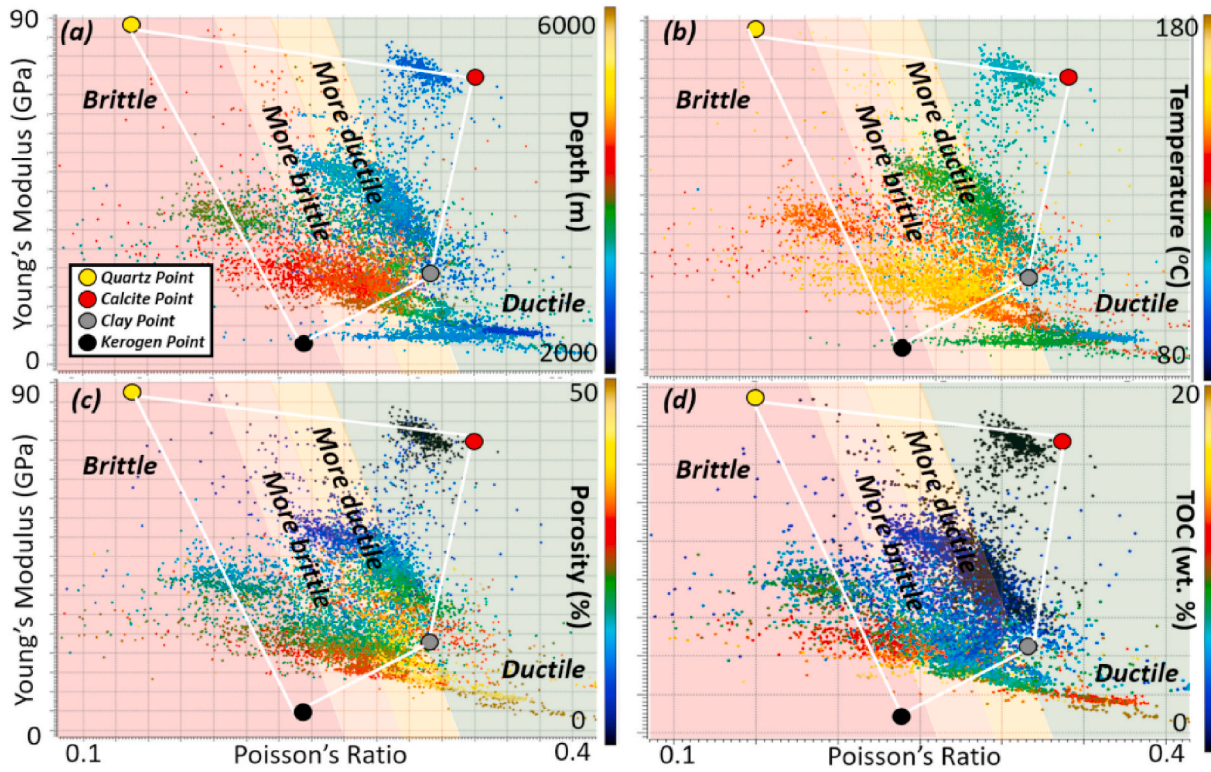 90
(a)
6000
Brittle
More ductile
More brittle
Depth (m)
Young's Modulus (GPa)
Quartz Point
Calcite Point
Clay Point
Kerogen Point
Ductile
0
2000
(b)
180
Brittle
More ductile
More brittle
Temperature (⁰C)
Ductile
80
90
(c)
50
Brittle
More ductile
More brittle
Porosity (%)
Young's Modulus (GPa)
Ductile
0
0
0.1
Poisson's Ratio
0.4
(d)
20
Brittle
More ductile
More brittle
TOC (wt. %)
Ductile
0
0.1
Poisson's Ratio
0.4